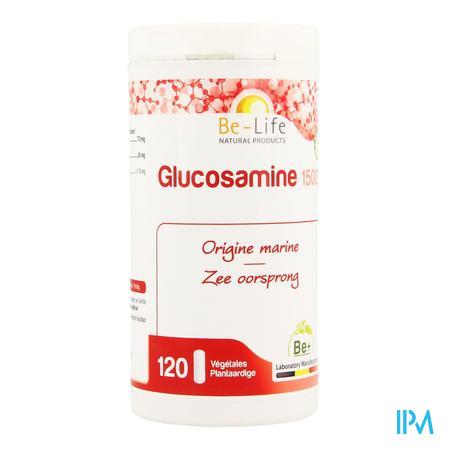 Be-Life
NATURAL PRODUCTS
Glucosamine 1500
Origine marine
Zee oorsprong
Be+
Laboratory
120
Végétales
Plantaardige
IPM